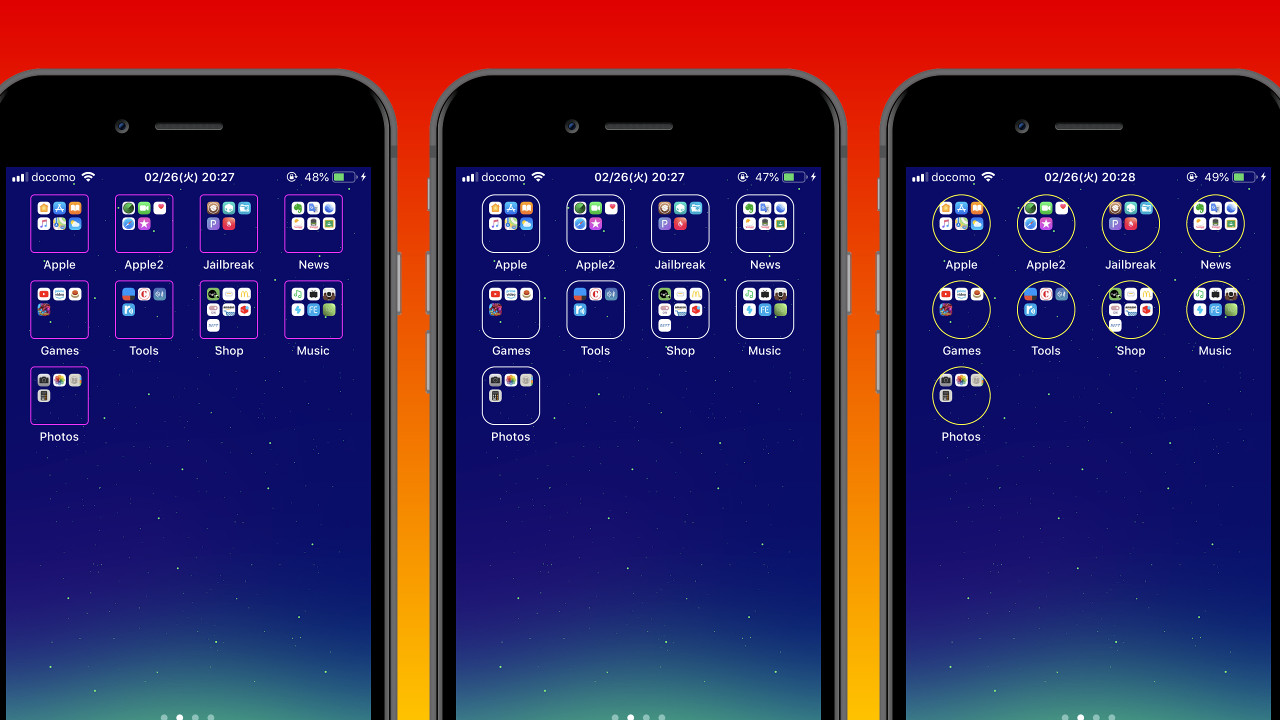 docomo 02/26(火) 20:27 48%
Apple Apple2 Jailbreak News
Games Tools Shop Music
Photos
docomo 02/26(火) 20:27 47%
Apple Apple2 Jailbreak News
Games Tools Shop Music
Photos
docomo 02/26(火) 20:28 49%
Apple Apple2 Jailbreak News
Games Tools Shop Music
Photos